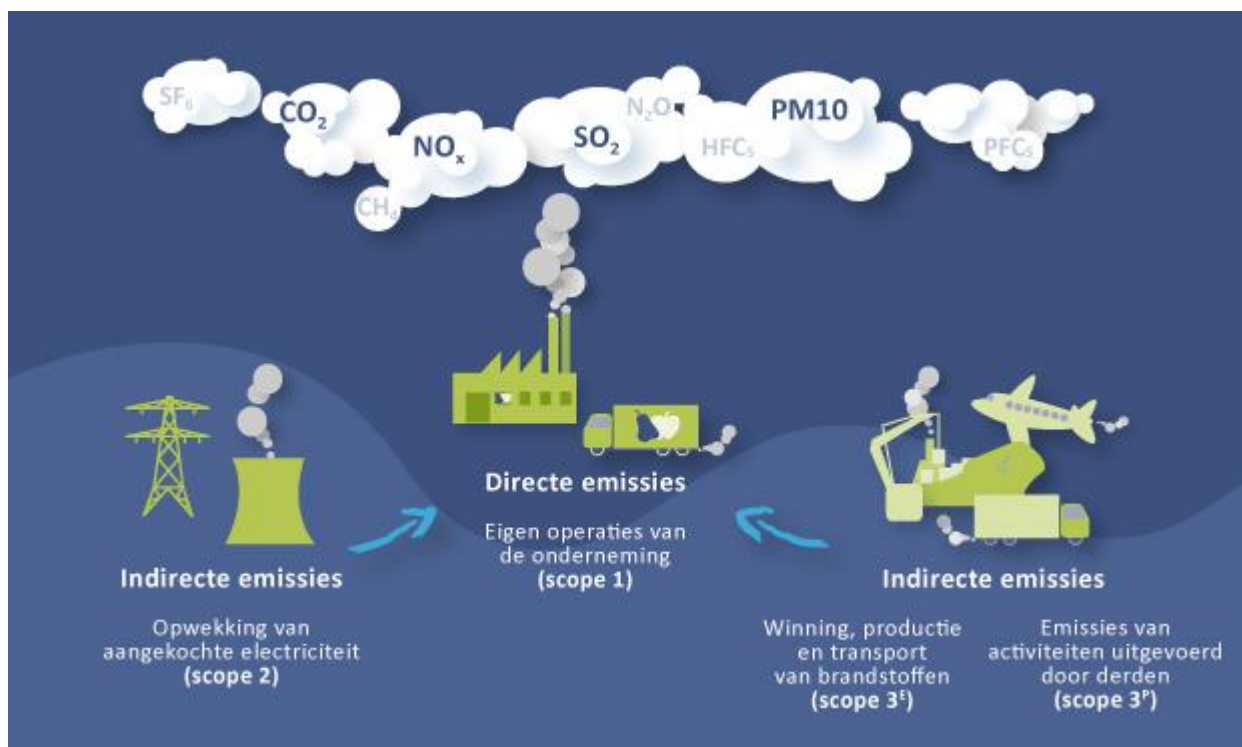 SF₆
CO₂
NOₓ
CH₄
SO₂
N₂O
HFCs
PM10
PFCs
Directe emissies
Eigen operaties van
de onderneming
(scope 1)
Indirecte emissies
Opwekking van
aangekochte electriciteit
(scope 2)
Indirecte emissies
Winning, productie
en transport
van brandstoffen
(scope 3ᴱ)
Emissies van
activiteiten uitgevoerd
door derden
(scope 3ᴾ)